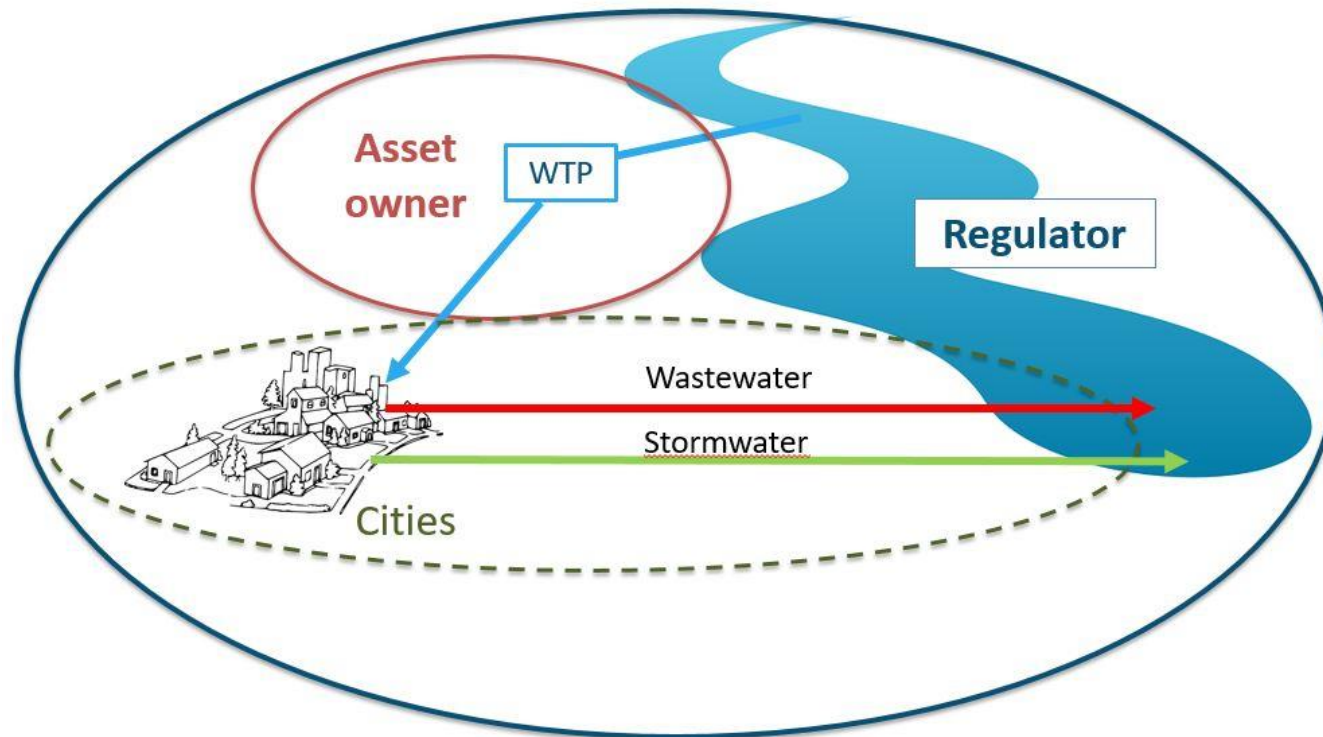 Asset
owner
WTP
Regulator
Wastewater
Stormwater
Cities